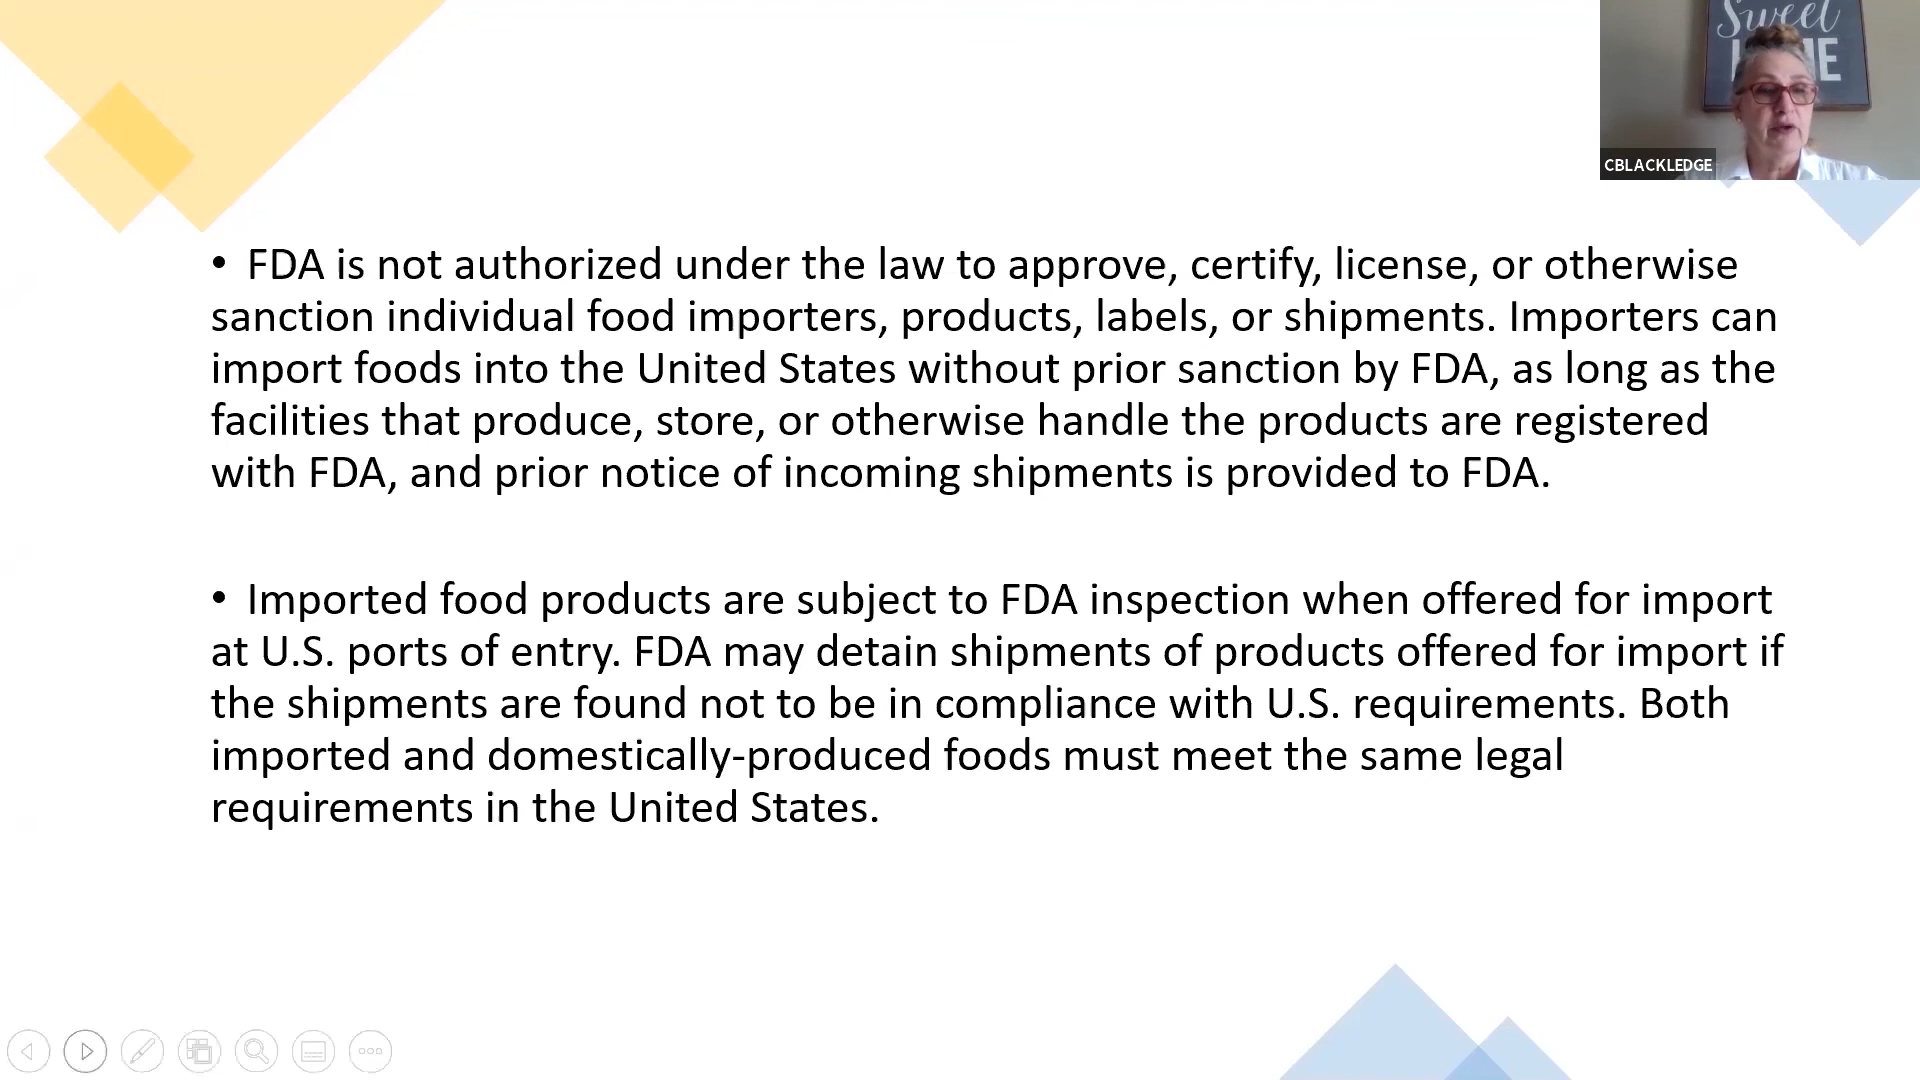 Sweet
HOME
CBLACKLEDGE
• FDA is not authorized under the law to approve, certify, license, or otherwise
sanction individual food importers, products, labels, or shipments. Importers can
import foods into the United States without prior sanction by FDA, as long as the
facilities that produce, store, or otherwise handle the products are registered
with FDA, and prior notice of incoming shipments is provided to FDA.
• Imported food products are subject to FDA inspection when offered for import
at U.S. ports of entry. FDA may detain shipments of products offered for import if
the shipments are found not to be in compliance with U.S. requirements. Both
imported and domestically-produced foods must meet the same legal
requirements in the United States.